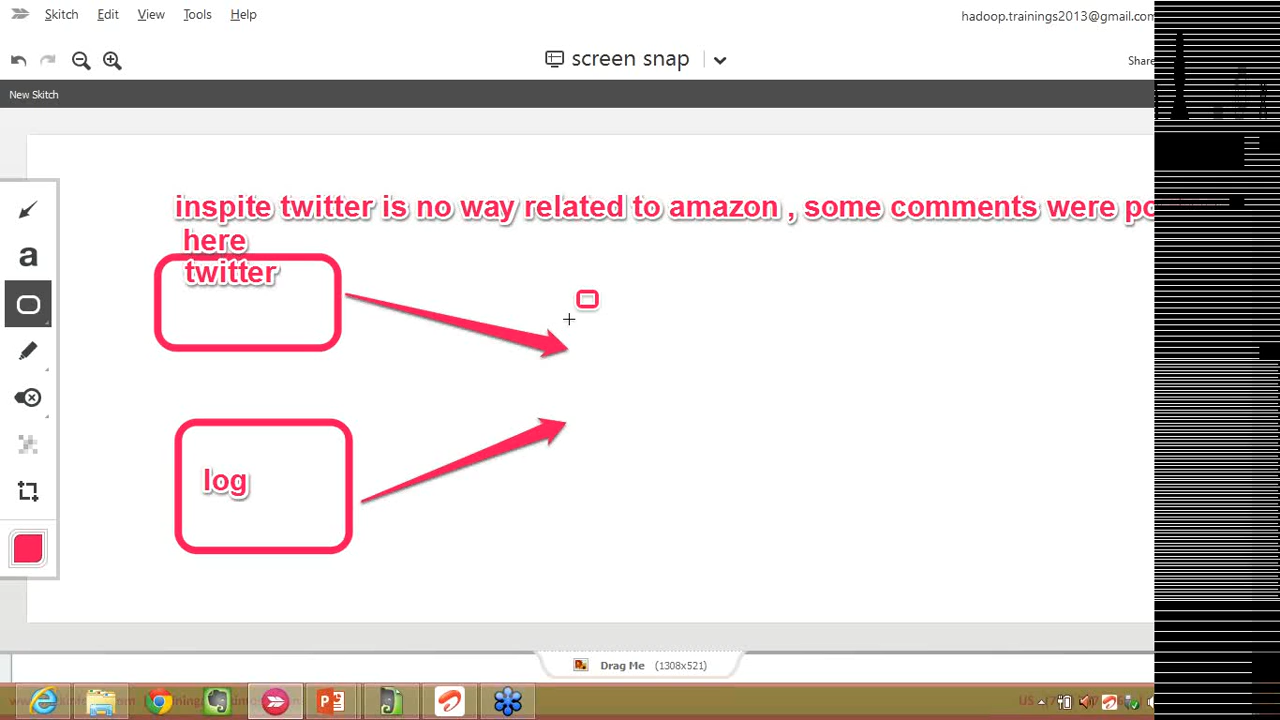 Skitch Edit View Tools Help
hadoop.trainings2013@gmail.com
screen snap
Share
New Skitch
a
inspite twitter is no way related to amazon , some comments were po
here
twitter
log
Drag Me (1308x521)
US